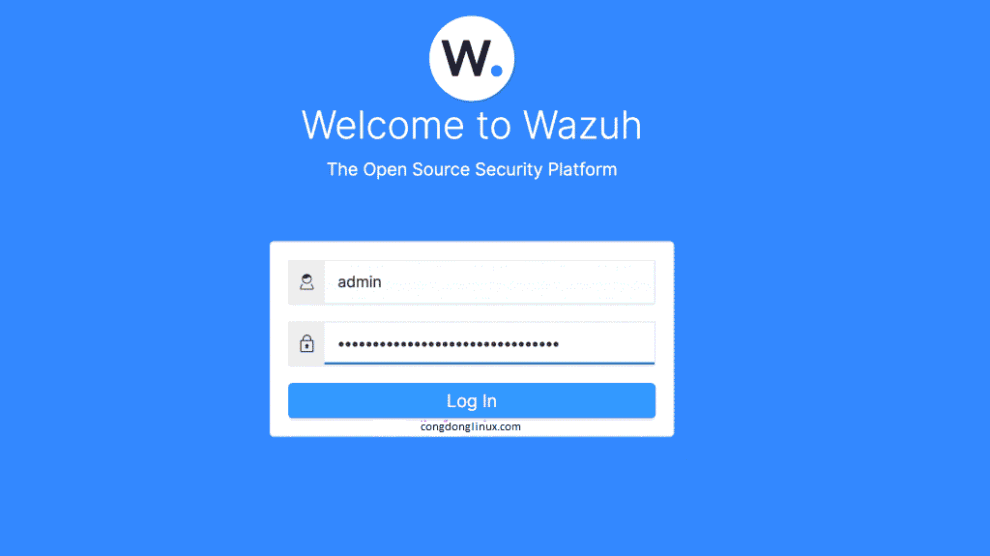 W.
Welcome to Wazuh
The Open Source Security Platform
admin
••••••••••••••••••••••••••••••••
Log In
congdonglinux.com